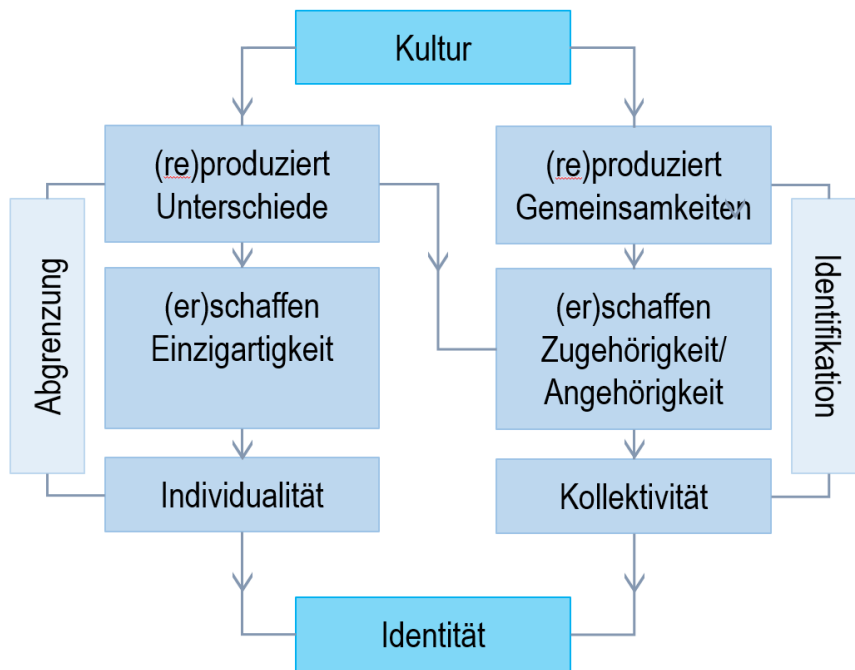 Kultur
(re)produziert
Unterschiede
(re)produziert
Gemeinsamkeiten
Abgrenzung
(er)schaffen
Einzigartigkeit
(er)schaffen
Zugehörigkeit/
Angehörigkeit
Identifikation
Individualität
Kollektivität
Identität